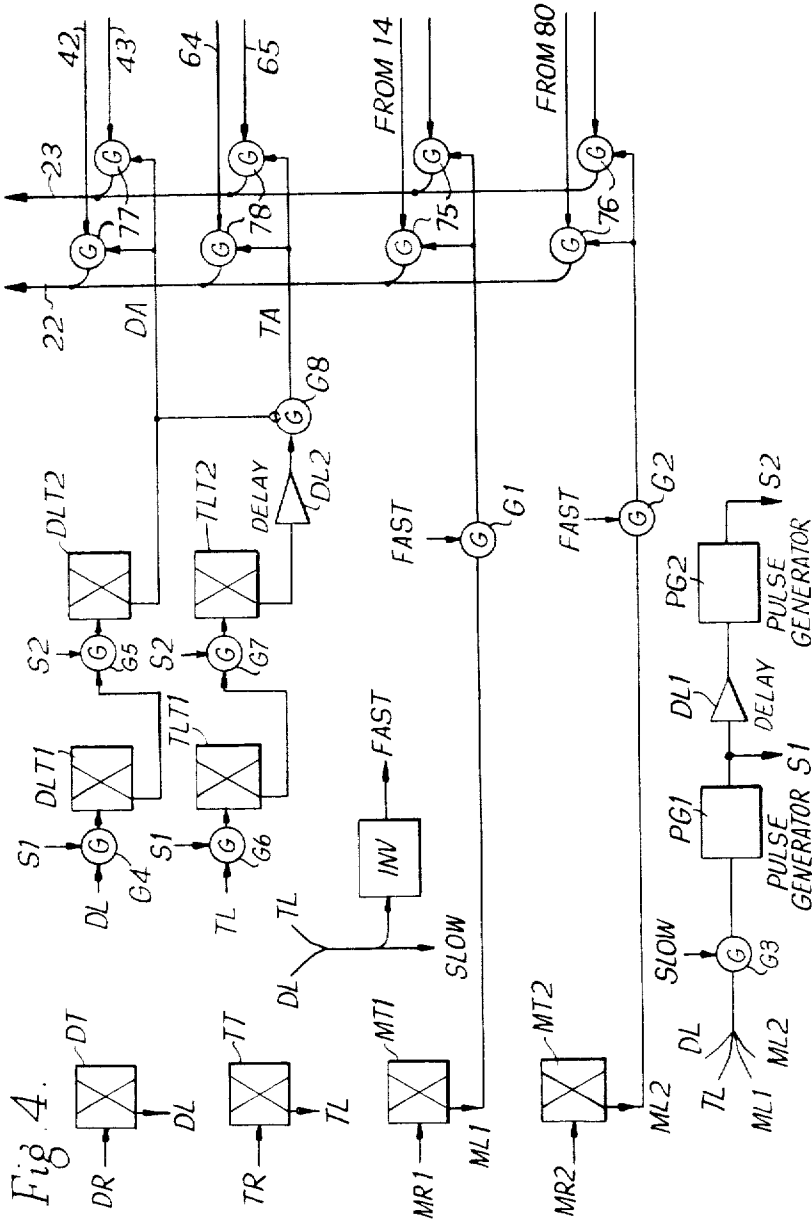 Fig. 4.
DR
DT
DL
TR
TT
TL
MR1
MT1
ML1
MR2
MT2
ML2
DL
S1
G
G4
DLT1
S2
G
G5
DLT2
TL
S1
G
G6
TLT1
S2
G
G7
TLT2
DELAY
DL2
G
G8
DL
TL
INV
FAST
SLOW
FAST
G
G1
FAST
G
G2
22
DA
TA
23
G
G
77
42
43
G
G
78
64
65
G
G
75
FROM 14
G
G
76
FROM 80
TL
DL
ML1
ML2
SLOW
G
G3
PG1
PULSE
GENERATOR
S1
DL1
DELAY
PG2
PULSE
GENERATOR
S2